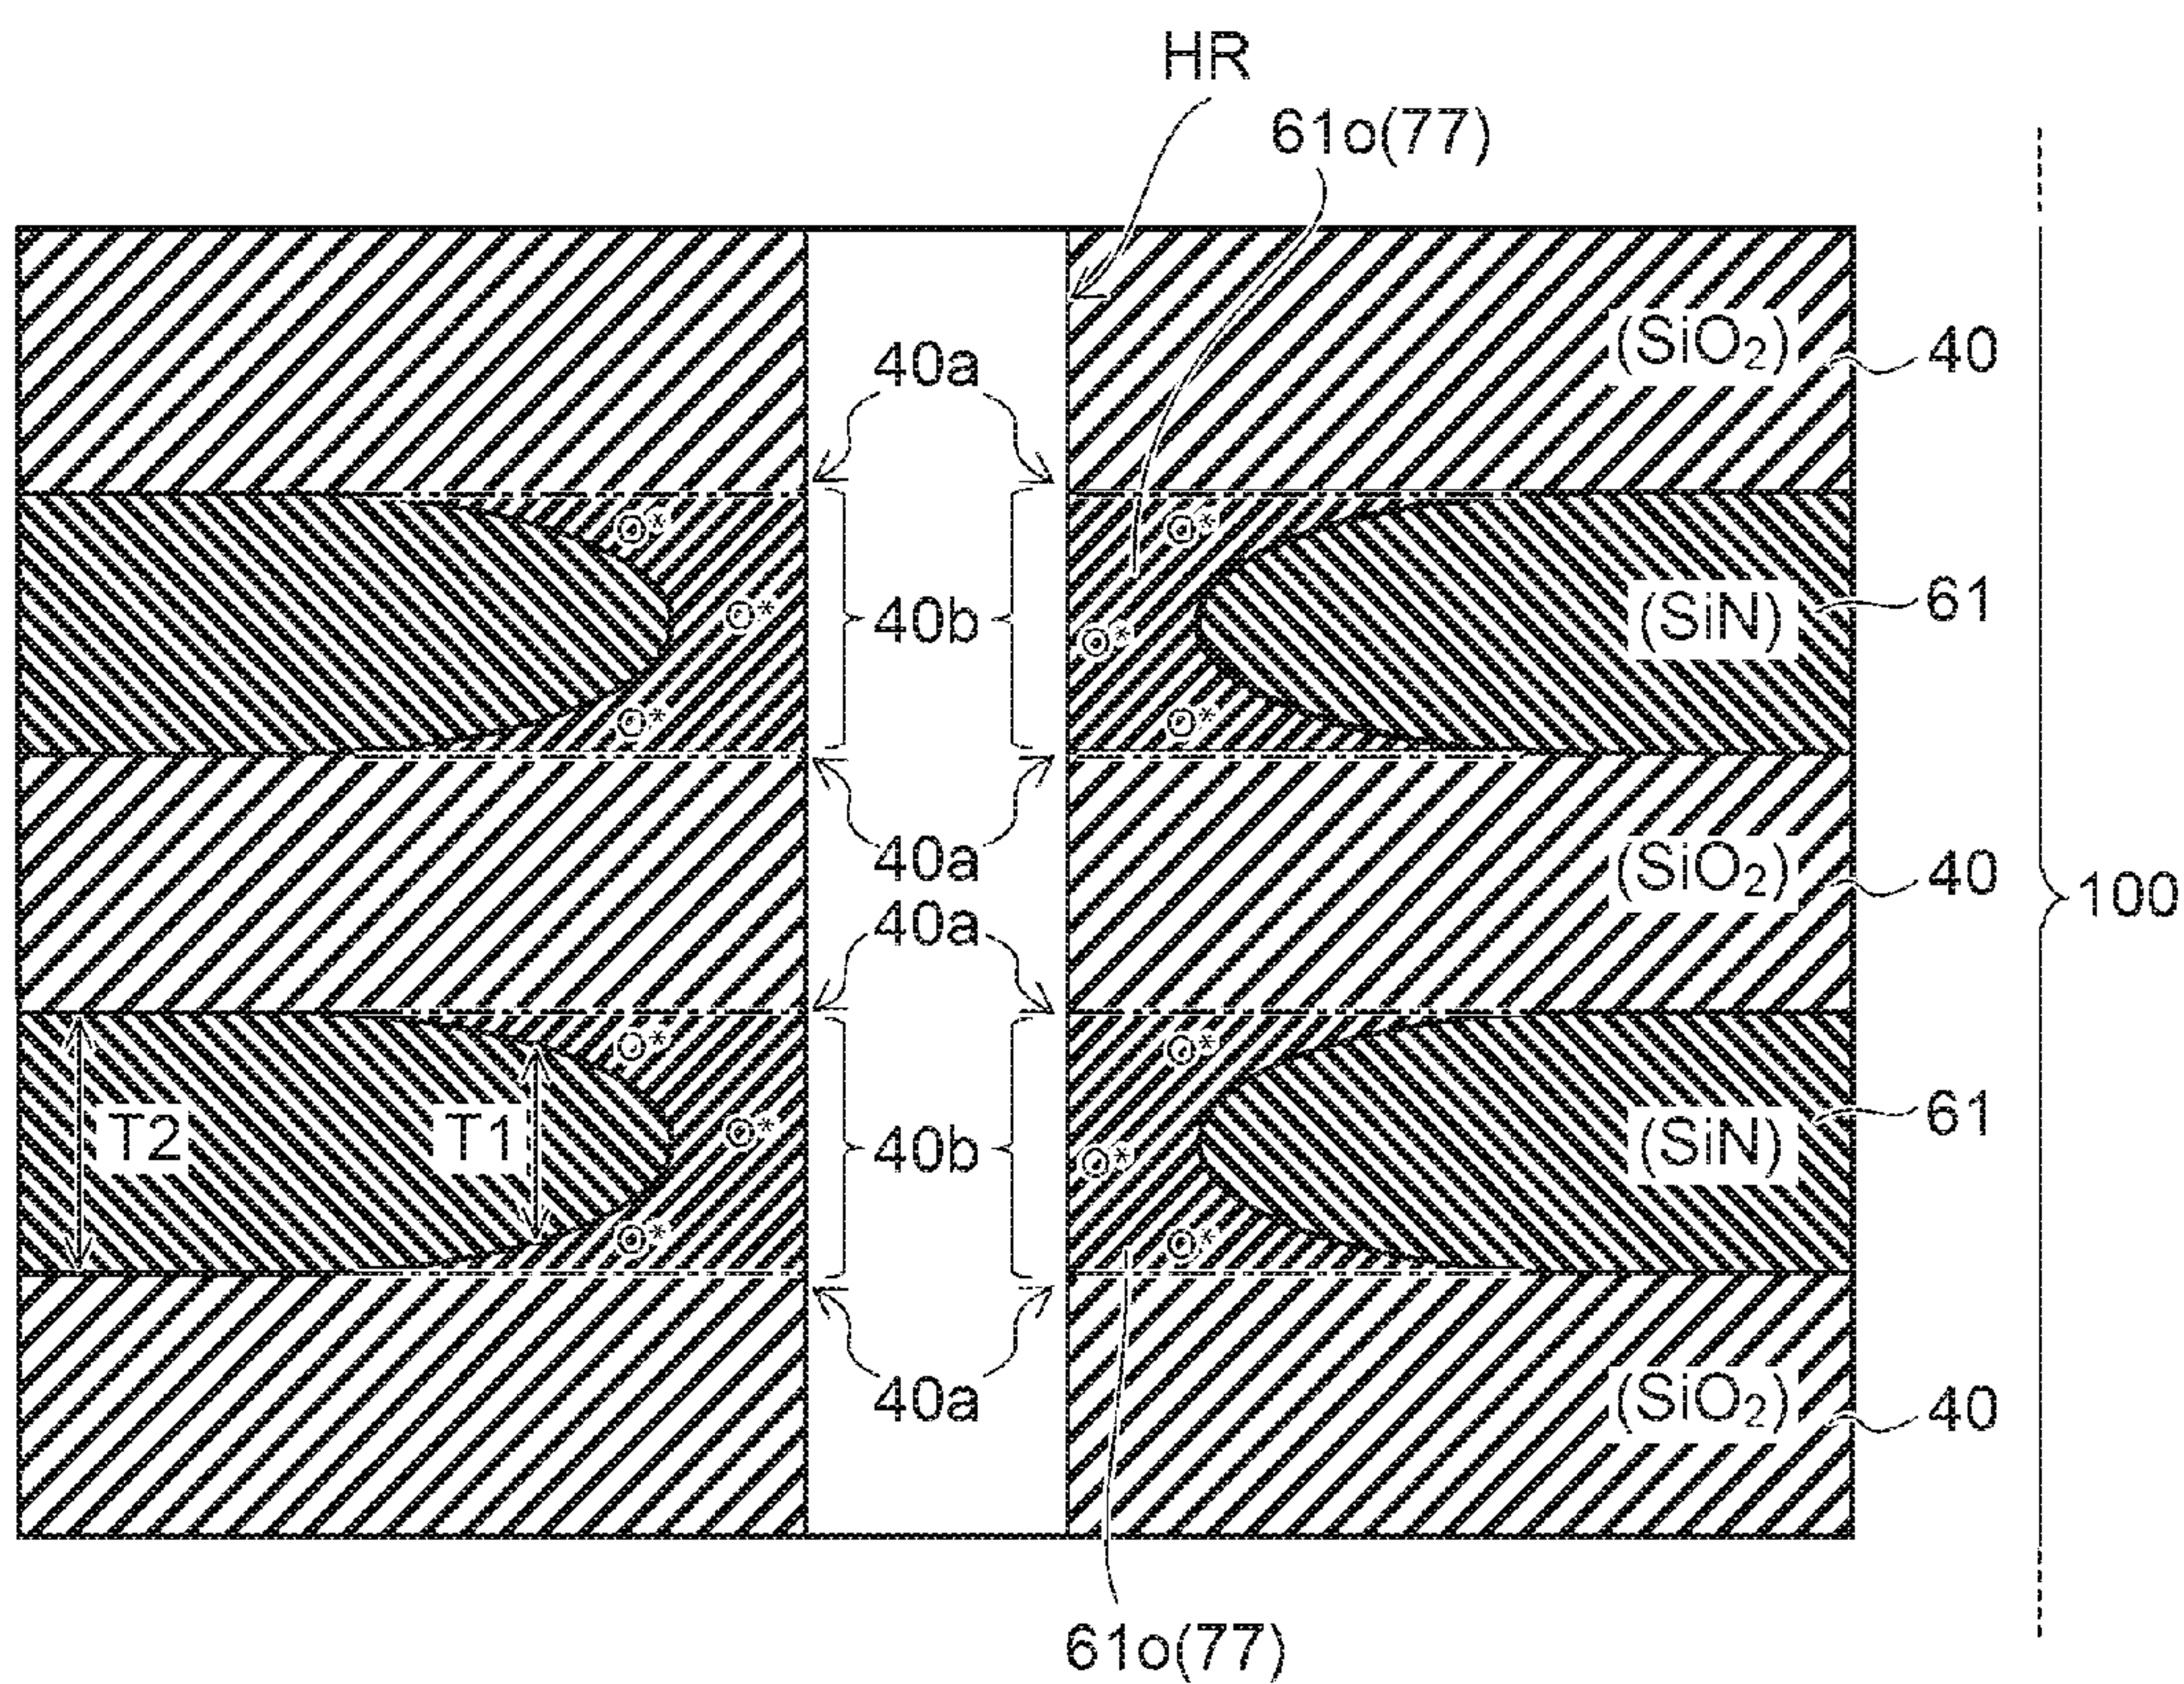 HR
61o(77)
(SiO₂)
40
40a
O*
O*
61
(SiN)
40b
O*
O*
O*
O*
40a
(SiO₂)
40
100
40a
O*
O*
61
T2
T1
O*
40b
O*
(SiN)
O*
O*
40a
(SiO₂)
40
61o(77)